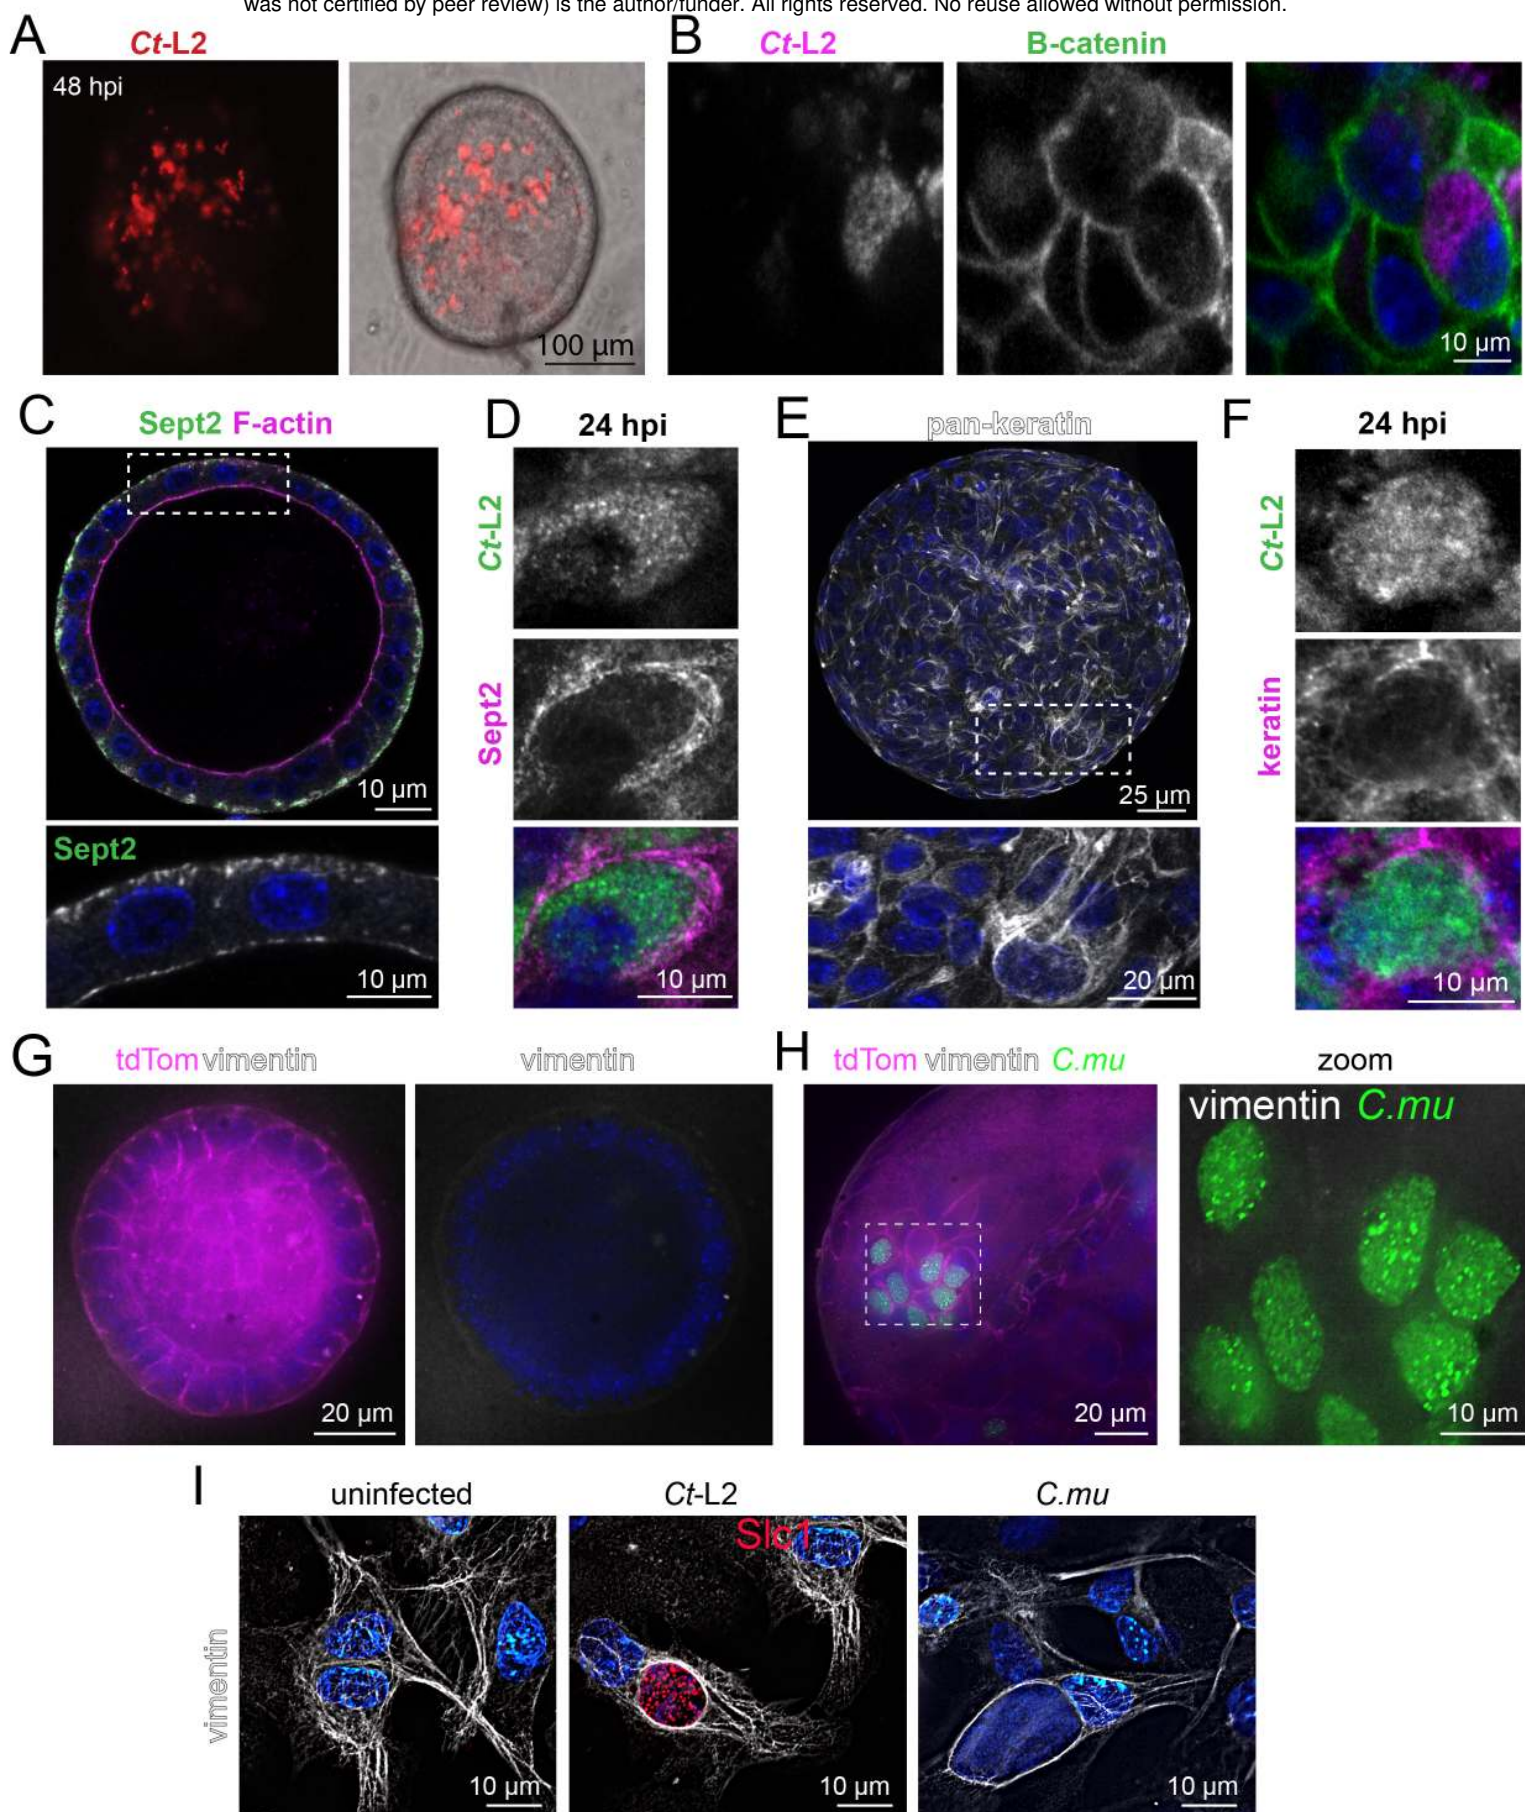 was not certified by peer review) is the author/funder. All rights reserved. No reuse allowed without permission.
A
Ct-L2
48 hpi
100 µm
B
Ct-L2
B-catenin
10 µm
C
Sept2 F-actin
10 µm
Sept2
10 µm
D
24 hpi
Ct-L2
Sept2
10 µm
E
pan-keratin
25 µm
20 µm
F
24 hpi
Ct-L2
keratin
10 µm
G
tdTom vimentin
vimentin
20 µm
H
tdTom vimentin C.mu
zoom
vimentin C.mu
20 µm
10 µm
I
uninfected
Ct-L2
C.mu
Slc1
vimentin
10 µm
10 µm
10 µm